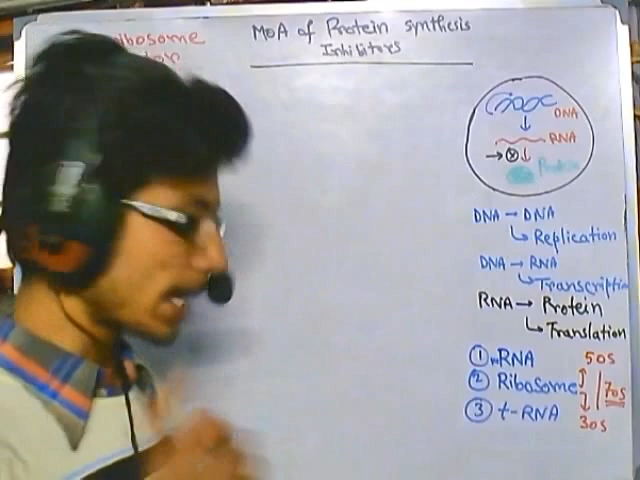 ribosome
MOA of Protein synthesis
Inhibitors
DNA
RNA
Protein
DNA → DNA
Replication
DNA → RNA
Transcription
RNA → Protein
Translation
① mRNA 50s
② Ribosome 70s
③ t-RNA 30s